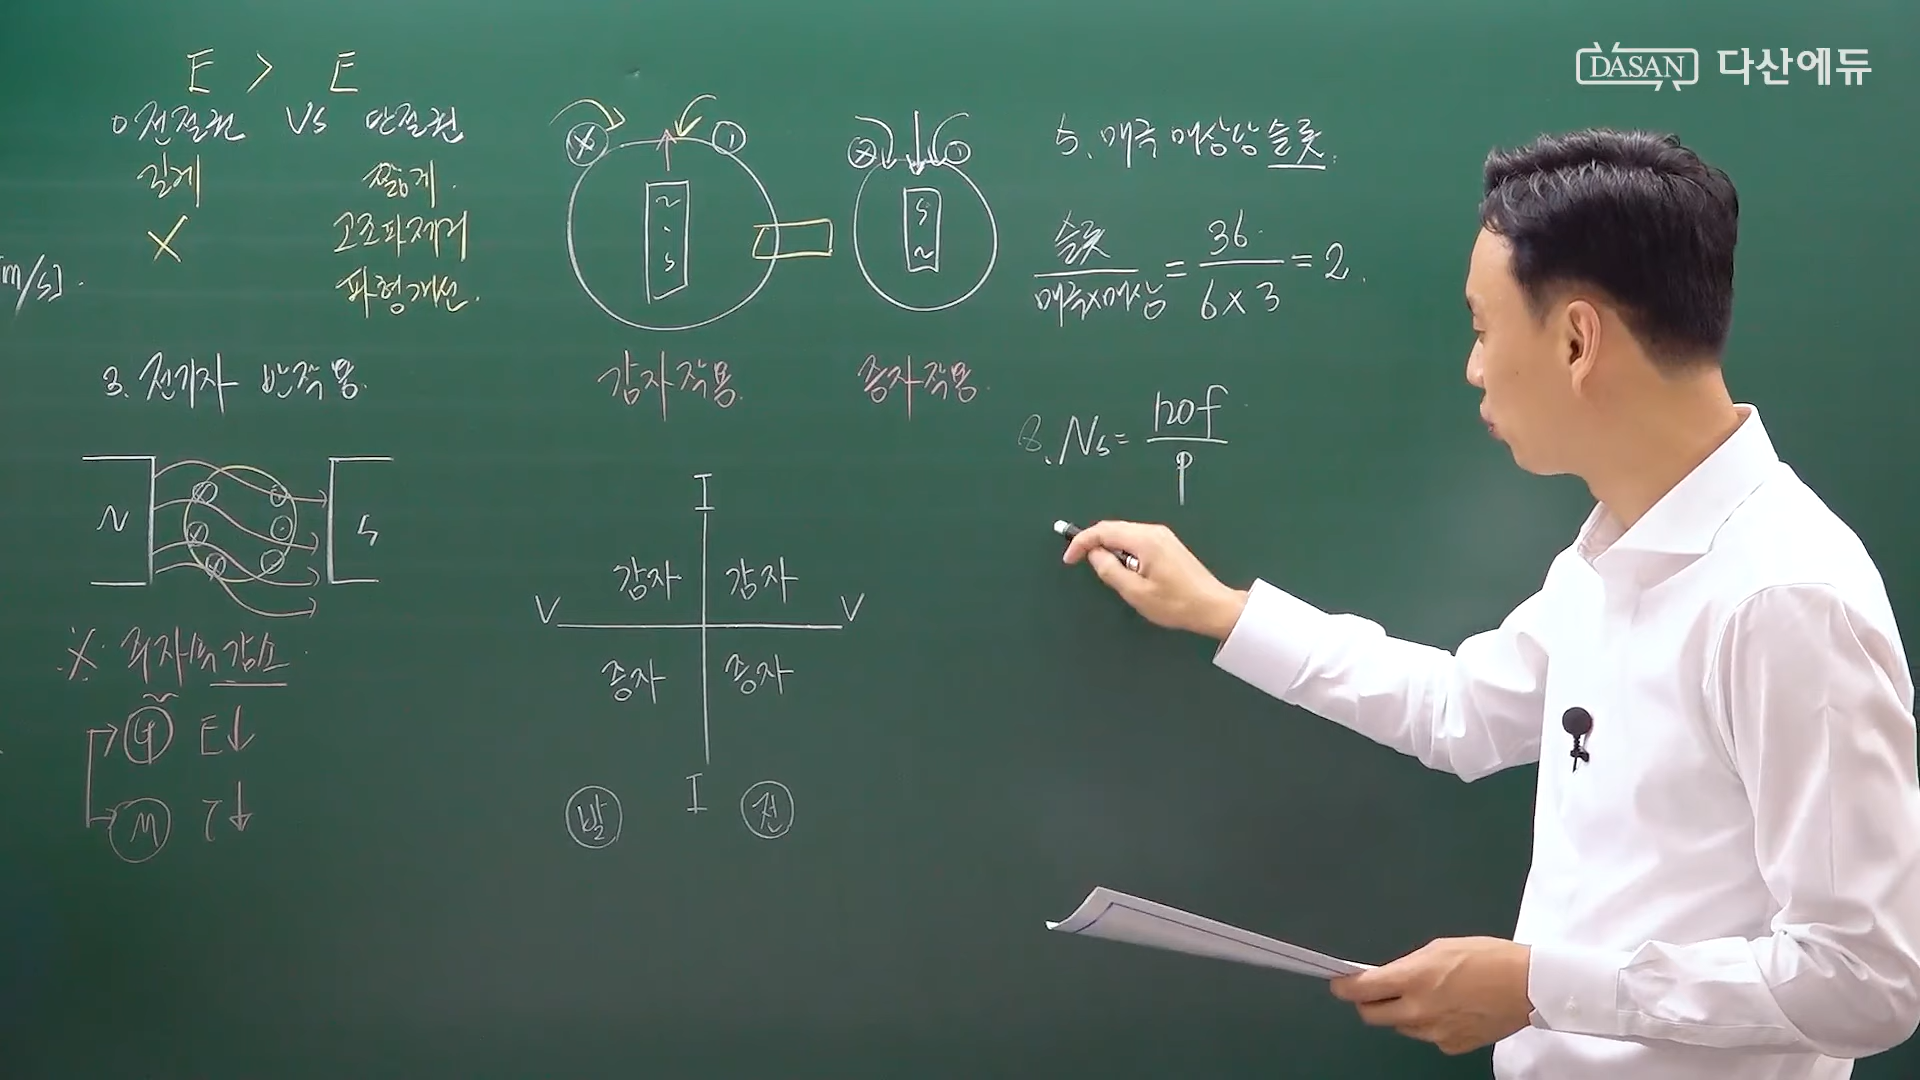 DASAN 다산에듀
E > E
전절권 VS 단절권
길게 짧게.
X 고조파제거
파형개선.
m/s].
3. 전기자 반작용.
N S
※ 주자속 감소
G E↓
M τ↓
X
N
S
감자작용.
X
S
N
증자작용.
I
감자 감자
V V
증자 증자
I
발 전
5. 매극 매상당 슬롯.
슬롯 / 매극x매상 = 36 / 6 x 3 = 2.
8. Ns = 120f / P